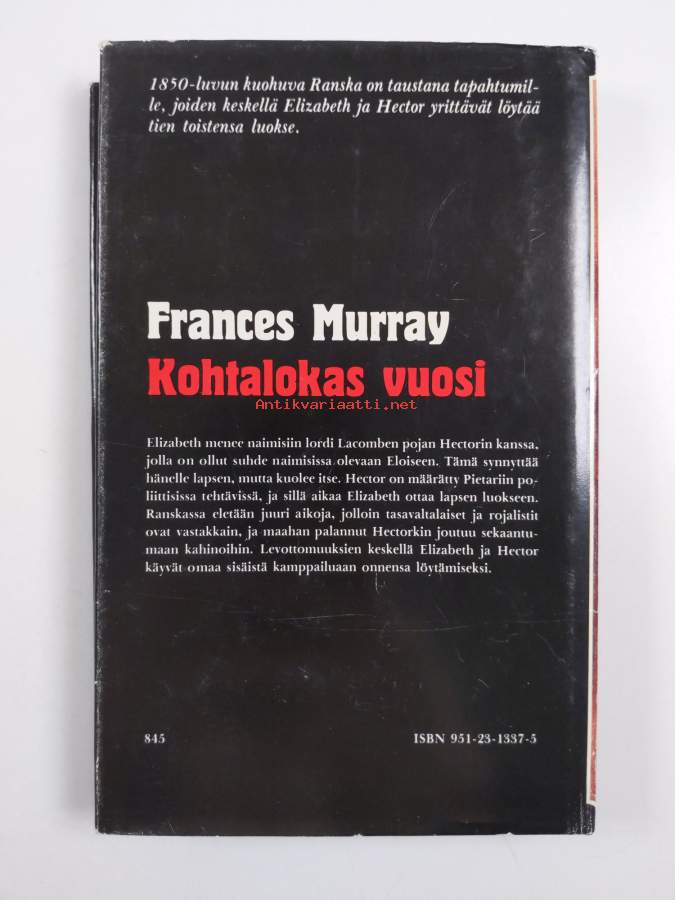 1850-luvun kuohuva Ranska on taustana tapahtumil-
le, joiden keskellä Elizabeth ja Hector yrittävät löytää
tien toistensa luokse.
Frances Murray
Kohtalokas vuosi
Antikvariaatti.net
Elizabeth menee naimisiin lordi Lacomben pojan Hectorin kanssa,
jolla on ollut suhde naimisissa olevaan Eloiseen. Tämä synnyttää
hänelle lapsen, mutta kuolee itse. Hector on määrätty Pietariin po-
liittisissa tehtävissä, ja sillä aikaa Elizabeth ottaa lapsen luokseen.
Ranskassa eletään juuri aikoja, jolloin tasavaltalaiset ja rojalistit
ovat vastakkain, ja maahan palannut Hectorkin joutuu sekaantu-
maan kahinoihin. Levottomuuksien keskellä Elizabeth ja Hector
käyvät omaa sisäistä kamppailuaan onnensa löytämiseksi.
845
ISBN 951-23-1337-5